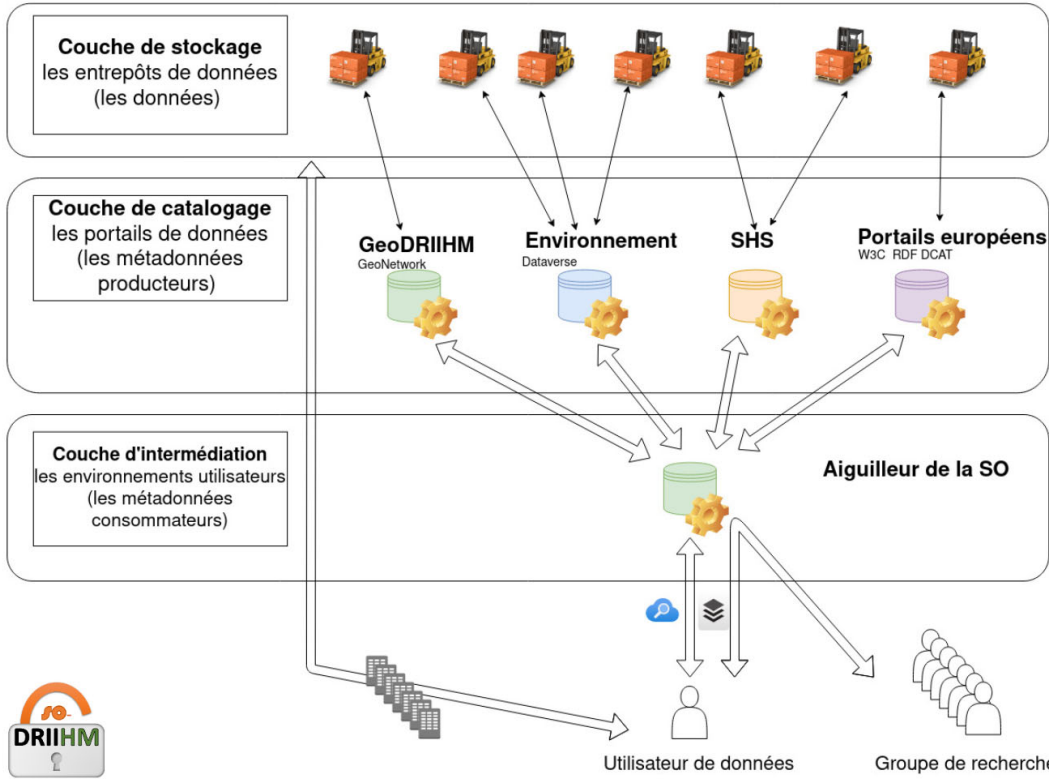 Couche de stockage
les entrepôts de données
(les données)
Couche de catalogage
les portails de données
(les métadonnées
producteurs)
GeoDRIIHM
GeoNetwork
Environnement
Dataverse
SHS
Portails européens
W3C RDF DCAT
Couche d'intermédiation
les environnements utilisateurs
(les métadonnées
consommateurs)
Aiguilleur de la SO
SO-
DRIIHM
Utilisateur de données
Groupe de recherche